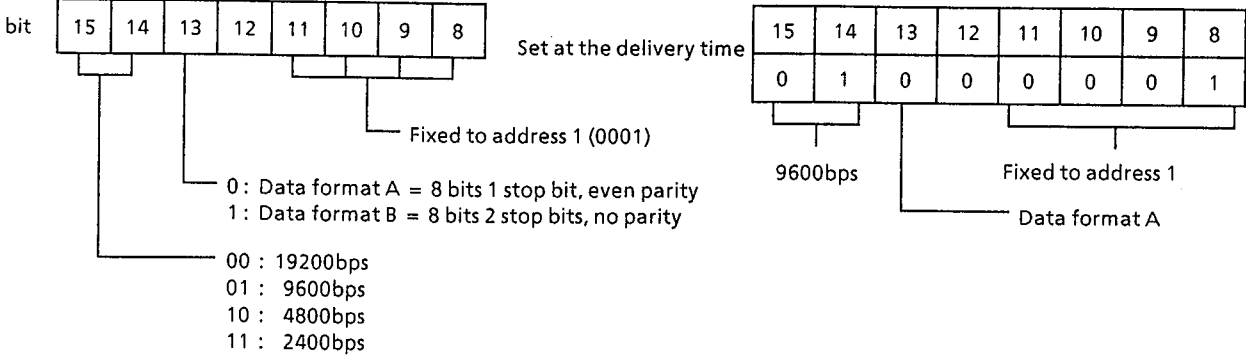 bit 15 14 13 12 11 10 9 8
Fixed to address 1 (0001)
0 : Data format A = 8 bits 1 stop bit, even parity
1 : Data format B = 8 bits 2 stop bits, no parity
00 : 19200bps
01 : 9600bps
10 : 4800bps
11 : 2400bps
Set at the delivery time
15 14 13 12 11 10 9 8
0 1 0 0 0 0 0 1
9600bps
Fixed to address 1
Data format A